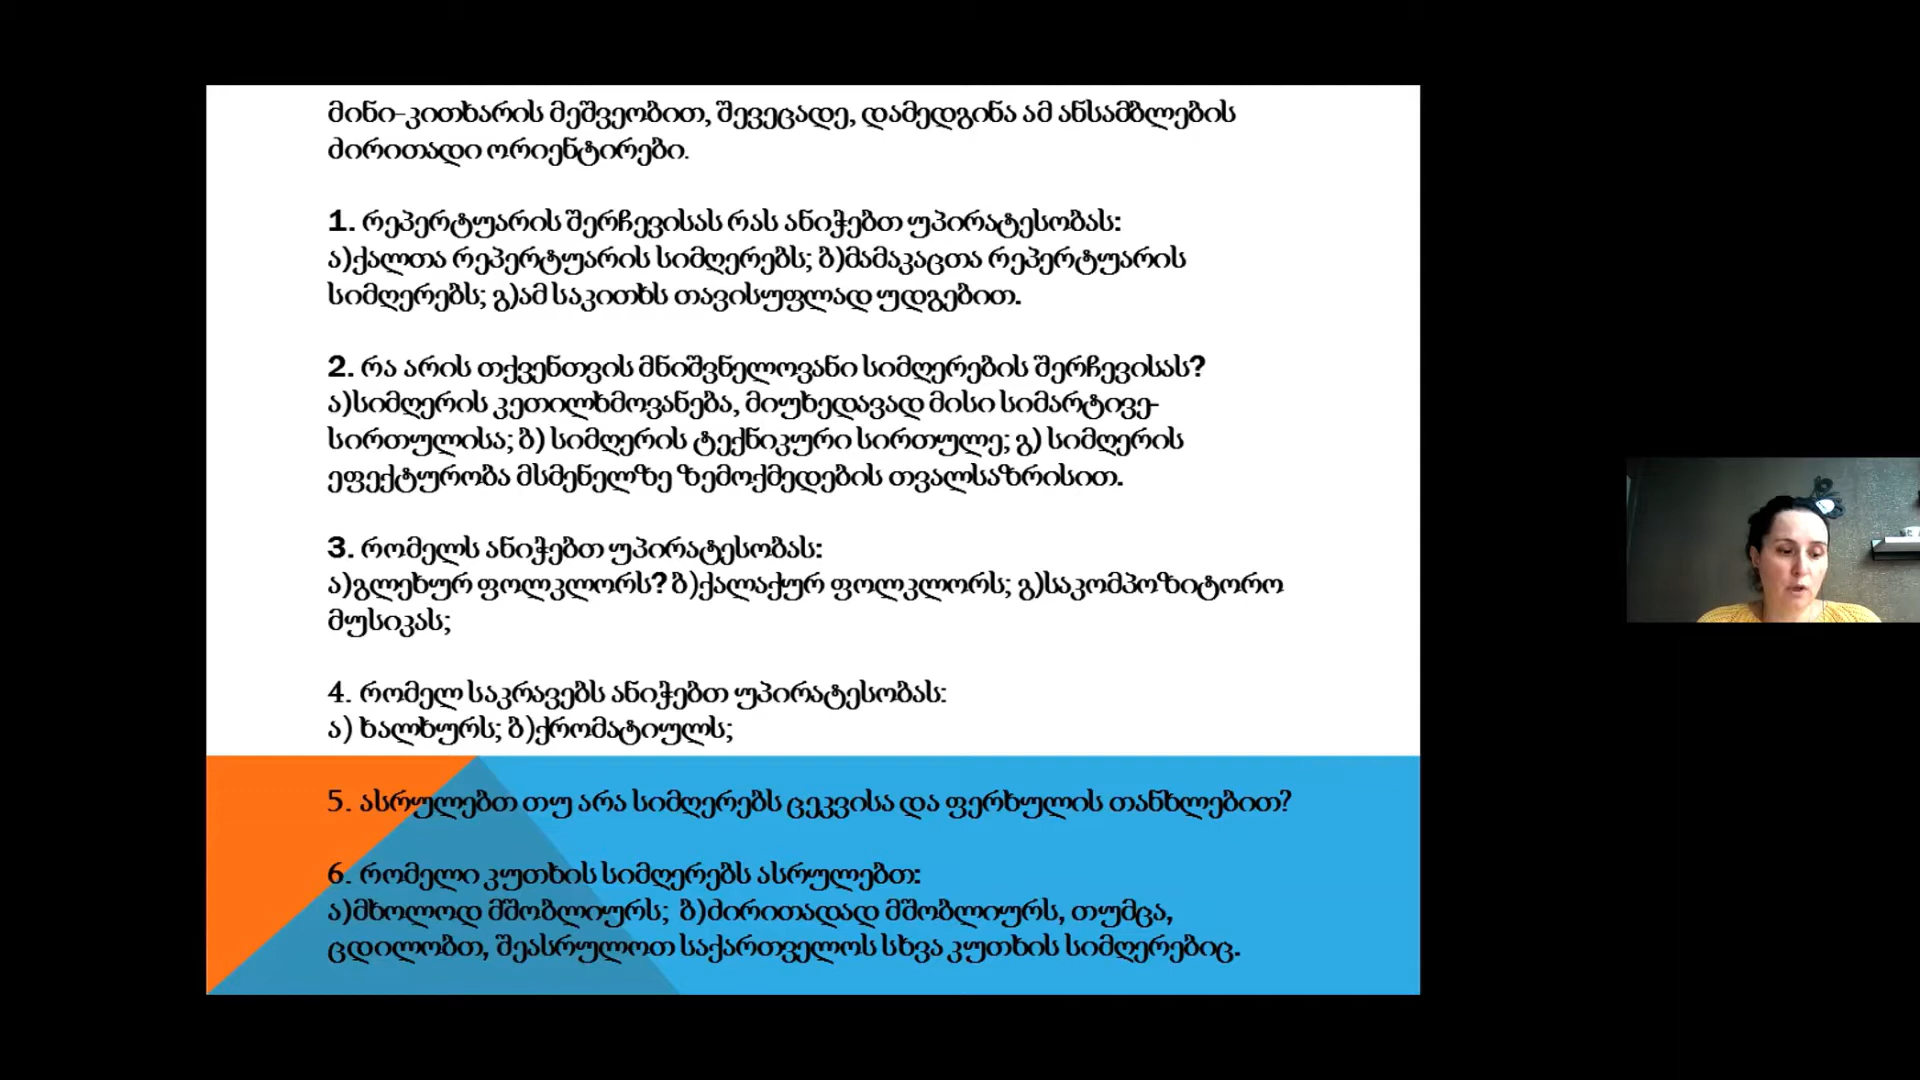 მინი-კითხარის მეშვეობით, შევეცადე, დამედგინა ამ ანსამბლების
ძირითადი ორიენტირები.
1. რეპერტუარის შერჩევისას რას ანიჭებთ უპირატესობას:
ა)ქალთა რეპერტუარის სიმღერებს; ბ)მამაკაცთა რეპერტუარის
სიმღერებს; გ)ამ საკითხს თავისუფლად უდგებით.
2. რა არის თქვენთვის მნიშვნელოვანი სიმღერების შერჩევისას?
ა)სიმღერის კეთილხმოვანება, მიუხედავად მისი სიმარტივე-
სირთულისა; ბ) სიმღერის ტექნიკური სირთულე; გ) სიმღერის
ეფექტურობა მსმენელზე ზემოქმედების თვალსაზრისით.
3. რომელს ანიჭებთ უპირატესობას:
ა)გლეხურ ფოლკლორს? ბ)ქალაქურ ფოლკლორს; გ)საკომპოზიტორო
მუსიკას;
4. რომელ საკრავებს ანიჭებთ უპირატესობას:
ა) ხალხურს; ბ)ქრომატიულს;
5. ასრულებთ თუ არა სიმღერებს ცეკვისა და ფერხულის თანხლებით?
6. რომელი კუთხის სიმღერებს ასრულებთ:
ა)მხოლოდ მშობლიურს; ბ)ძირითადად მშობლიურს, თუმცა,
ცდილობთ, შეასრულოთ საქართველოს სხვა კუთხის სიმღერებიც.